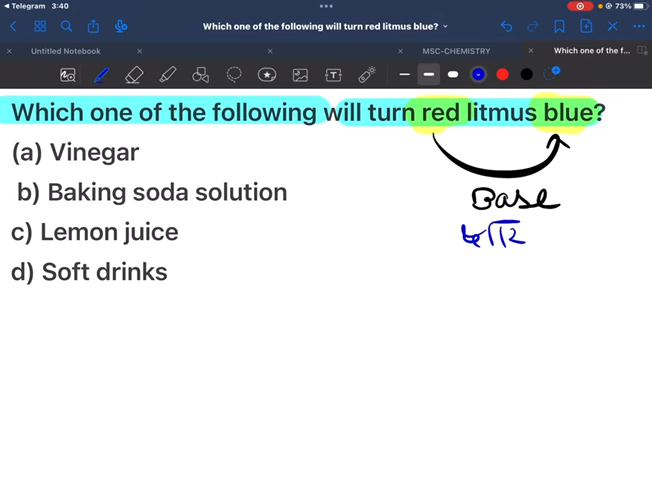 Telegram 3:40
73%
Which one of the following will turn red litmus blue?
Untitled Notebook
MSC-CHEMISTRY
Which one of the f...
Which one of the following will turn red litmus blue?
(a) Vinegar
Base
b) Baking soda solution
c) Lemon juice
d) Soft drinks